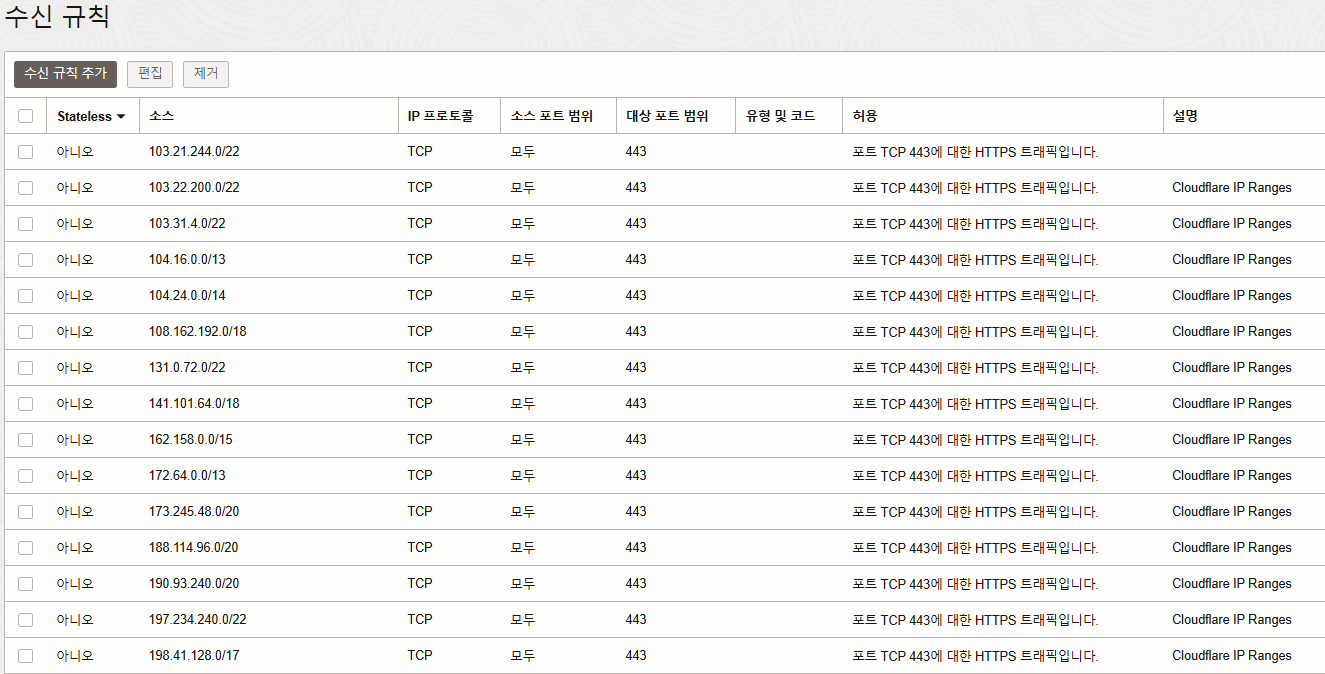 수신 규칙
수신 규칙 추가 편집 제거
Stateless 소스 IP 프로토콜 소스 포트 범위 대상 포트 범위 유형 및 코드 허용 설명
아니오 103.21.244.0/22 TCP 모두 443 포트 TCP 443에 대한 HTTPS 트래픽입니다.
아니오 103.22.200.0/22 TCP 모두 443 포트 TCP 443에 대한 HTTPS 트래픽입니다. Cloudflare IP Ranges
아니오 103.31.4.0/22 TCP 모두 443 포트 TCP 443에 대한 HTTPS 트래픽입니다. Cloudflare IP Ranges
아니오 104.16.0.0/13 TCP 모두 443 포트 TCP 443에 대한 HTTPS 트래픽입니다. Cloudflare IP Ranges
아니오 104.24.0.0/14 TCP 모두 443 포트 TCP 443에 대한 HTTPS 트래픽입니다. Cloudflare IP Ranges
아니오 108.162.192.0/18 TCP 모두 443 포트 TCP 443에 대한 HTTPS 트래픽입니다. Cloudflare IP Ranges
아니오 131.0.72.0/22 TCP 모두 443 포트 TCP 443에 대한 HTTPS 트래픽입니다. Cloudflare IP Ranges
아니오 141.101.64.0/18 TCP 모두 443 포트 TCP 443에 대한 HTTPS 트래픽입니다. Cloudflare IP Ranges
아니오 162.158.0.0/15 TCP 모두 443 포트 TCP 443에 대한 HTTPS 트래픽입니다. Cloudflare IP Ranges
아니오 172.64.0.0/13 TCP 모두 443 포트 TCP 443에 대한 HTTPS 트래픽입니다. Cloudflare IP Ranges
아니오 173.245.48.0/20 TCP 모두 443 포트 TCP 443에 대한 HTTPS 트래픽입니다. Cloudflare IP Ranges
아니오 188.114.96.0/20 TCP 모두 443 포트 TCP 443에 대한 HTTPS 트래픽입니다. Cloudflare IP Ranges
아니오 190.93.240.0/20 TCP 모두 443 포트 TCP 443에 대한 HTTPS 트래픽입니다. Cloudflare IP Ranges
아니오 197.234.240.0/22 TCP 모두 443 포트 TCP 443에 대한 HTTPS 트래픽입니다. Cloudflare IP Ranges
아니오 198.41.128.0/17 TCP 모두 443 포트 TCP 443에 대한 HTTPS 트래픽입니다. Cloudflare IP Ranges